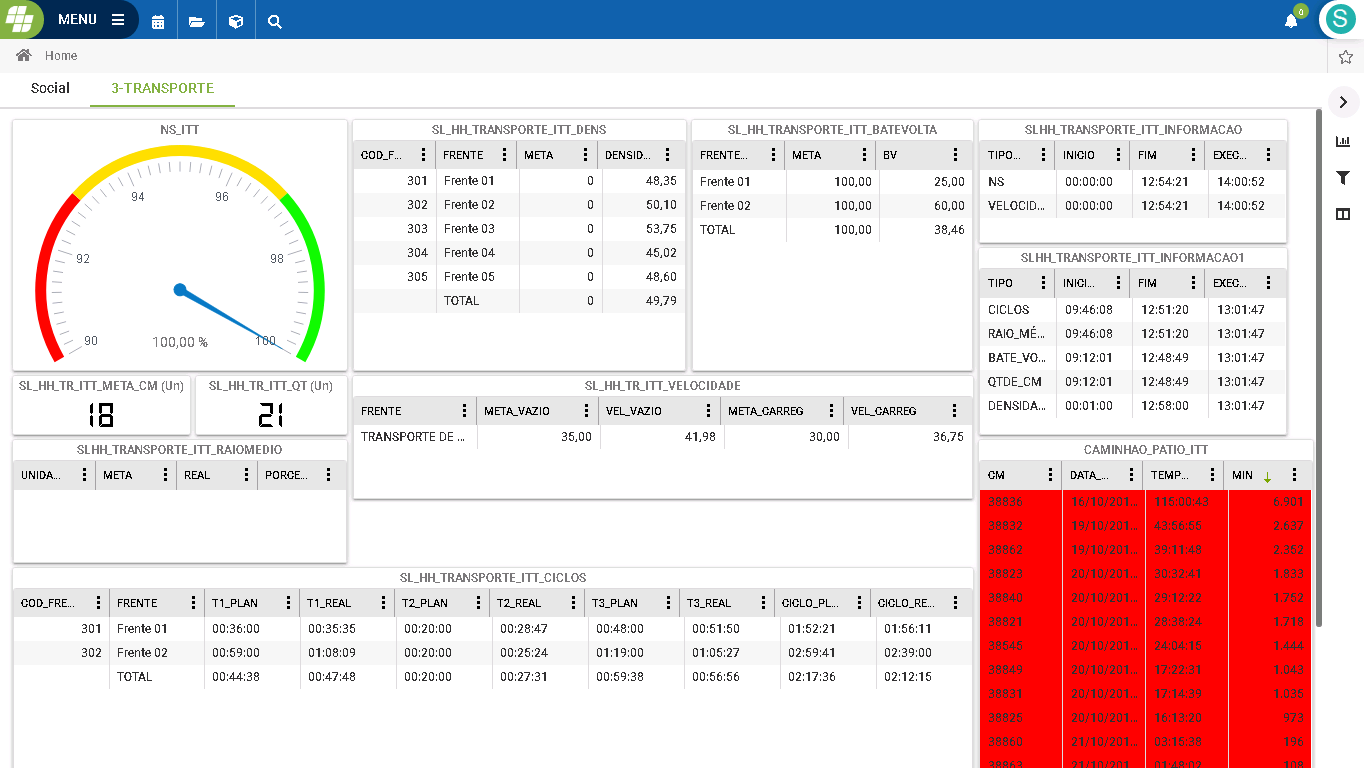 MENU
0
S
Home
Social 3-TRANSPORTE
NS_ITT
90 92 94 96 98 100
100,00 %
SL_HH_TRANSPORTE_ITT_DENS
COD_F... FRENTE META DENSID...
301 Frente 01 0 48,35
302 Frente 02 0 50,10
303 Frente 03 0 53,75
304 Frente 04 0 45,02
305 Frente 05 0 48,60
TOTAL 0 49,79
SL_HH_TRANSPORTE_ITT_BATEVOLTA
FRENTE... META BV
Frente 01 100,00 25,00
Frente 02 100,00 60,00
TOTAL 100,00 38,46
SLHH_TRANSPORTE_ITT_INFORMACAO
TIPO... INICIO FIM EXEC...
NS 00:00:00 12:54:21 14:00:52
VELOCID... 00:00:00 12:54:21 14:00:52
SLHH_TRANSPORTE_ITT_INFORMACAO1
TIPO INICI... FIM EXEC...
CICLOS 09:46:08 12:51:20 13:01:47
RAIO_MÉ... 09:46:08 12:51:20 13:01:47
BATE_VO... 09:12:01 12:48:49 13:01:47
QTDE_CM 09:12:01 12:48:49 13:01:47
DENSIDA... 00:01:00 12:58:00 13:01:47
SL_HH_TR_ITT_META_CM (Un)
18
SL_HH_TR_ITT_QT (Un)
21
SL_HH_TR_ITT_VELOCIDADE
FRENTE META_VAZIO VEL_VAZIO META_CARREG VEL_CARREG
TRANSPORTE DE ... 35,00 41,98 30,00 36,75
SLHH_TRANSPORTE_ITT_RAIOMEDIO
UNIDA... META REAL PORCE...
CAMINHAO_PATIO_ITT
CM DATA_... TEMP... MIN
38836 16/10/201... 115:00:43 6.901
38832 19/10/201... 43:56:55 2.637
38862 19/10/201... 39:11:48 2.352
38823 20/10/201... 30:32:41 1.833
38840 20/10/201... 29:12:22 1.752
38821 20/10/201... 28:38:24 1.718
38545 20/10/201... 24:04:15 1.444
38843 20/10/201... 17:22:31 1.043
38831 20/10/201... 17:14:39 1.035
38825 20/10/201... 16:13:20 973
38860 21/10/201... 03:15:38 196
38863 21/10/201... 01:48:02 108
SL_HH_TRANSPORTE_ITT_CICLOS
COD_FRE... FRENTE T1_PLAN T1_REAL T2_PLAN T2_REAL T3_PLAN T3_REAL CICLO_PL... CICLO_RE...
301 Frente 01 00:36:00 00:35:35 00:20:00 00:28:47 00:48:00 00:51:50 01:52:21 01:56:11
302 Frente 02 00:59:00 01:08:09 00:20:00 00:25:24 01:19:00 01:05:27 02:59:41 02:39:00
TOTAL 00:44:38 00:47:48 00:20:00 00:27:31 00:59:38 00:56:56 02:17:36 02:12:15